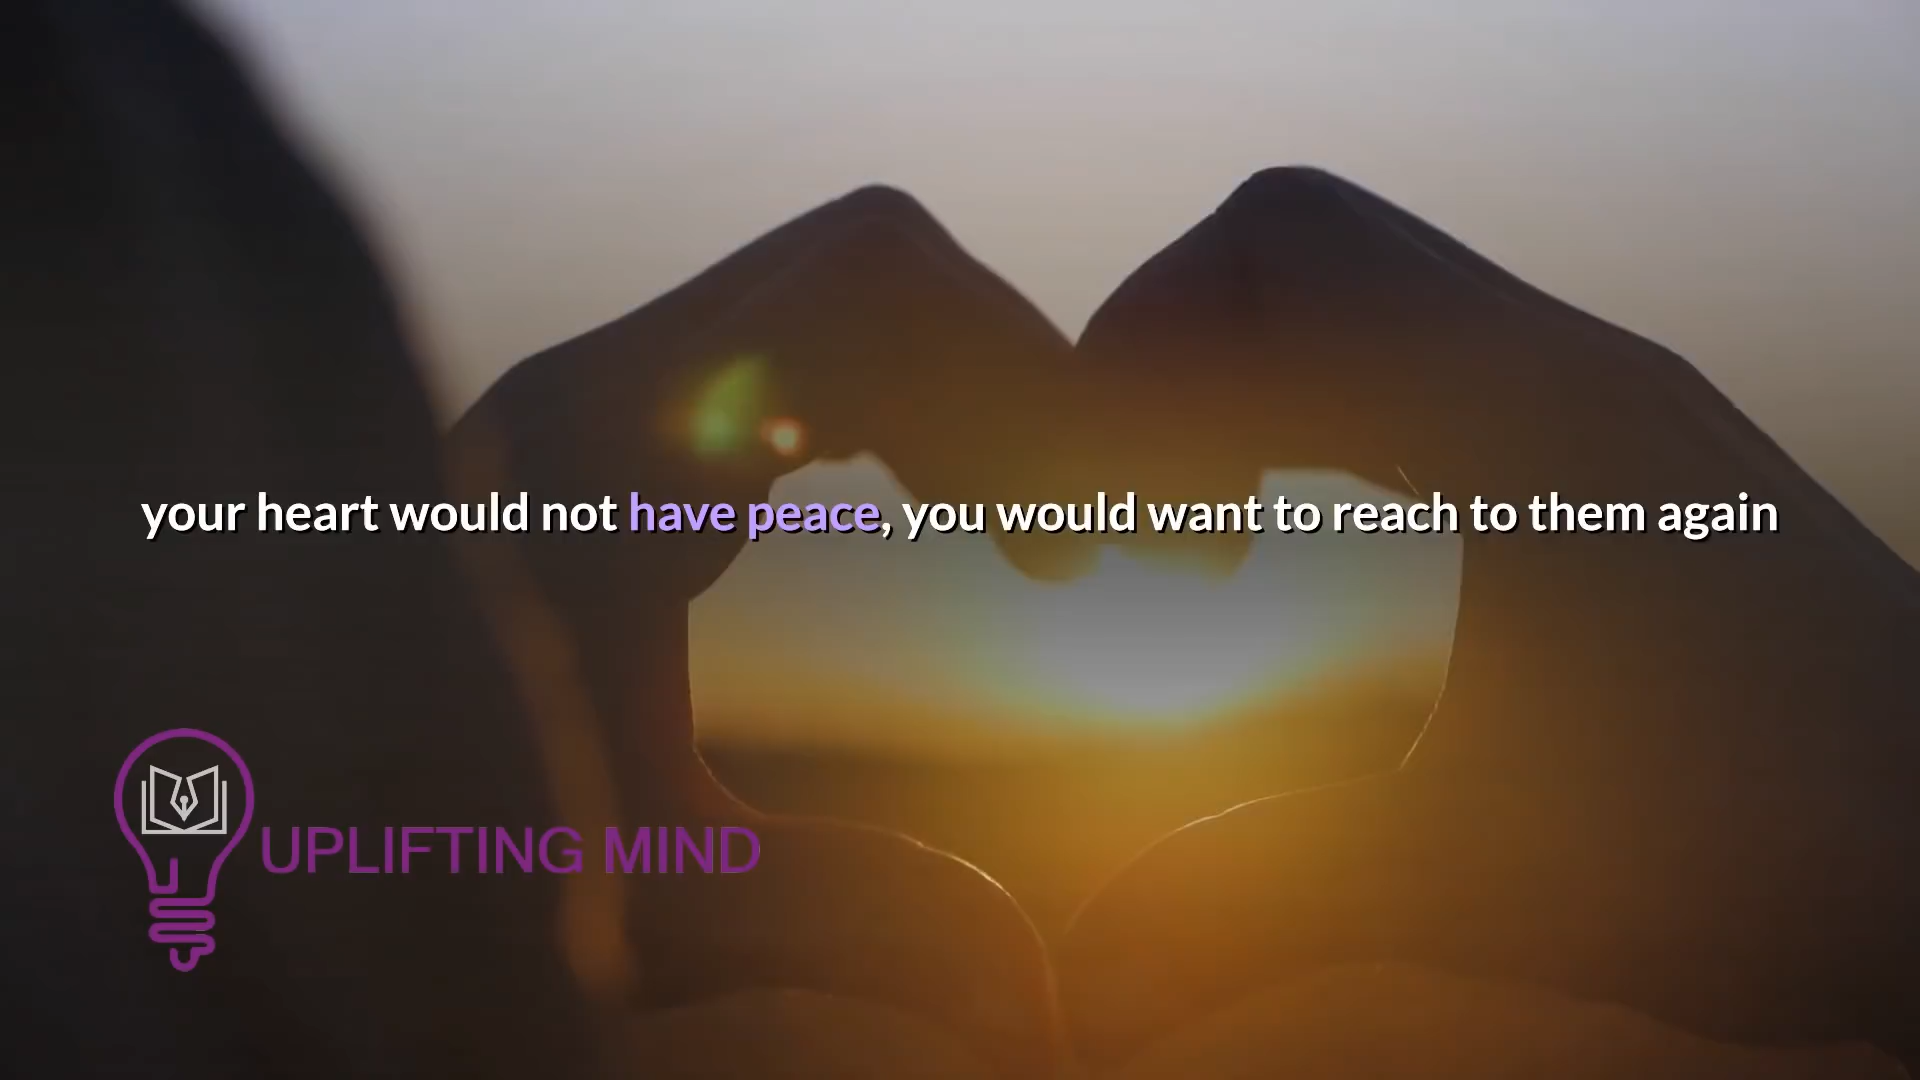 your heart would not have peace, you would want to reach to them again
UPLIFTING MIND